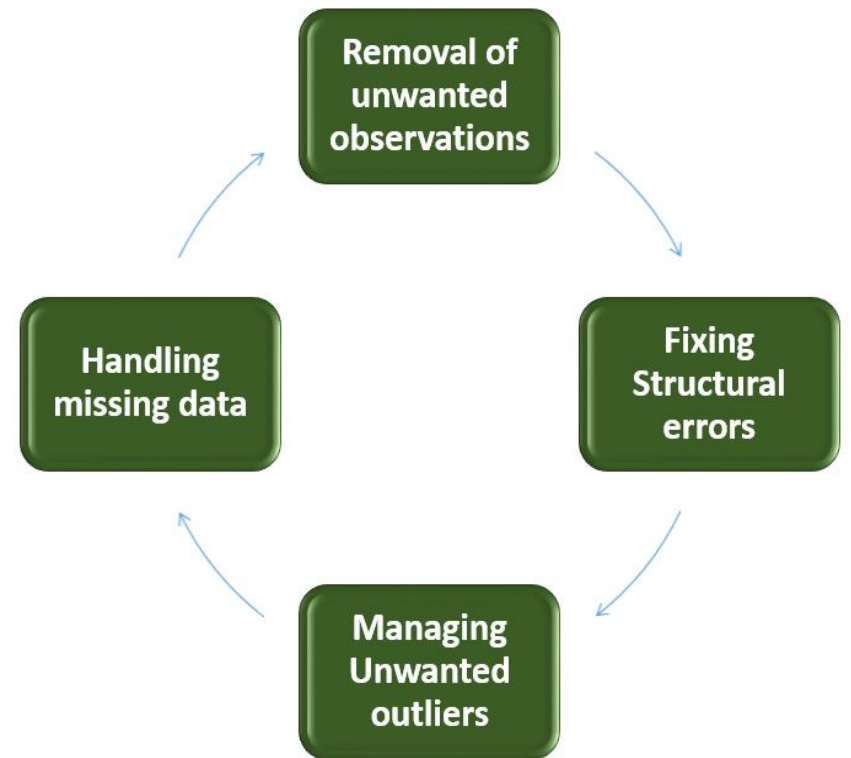 Removal of
unwanted
observations
Fixing
Structural
errors
Managing
Unwanted
outliers
Handling
missing data